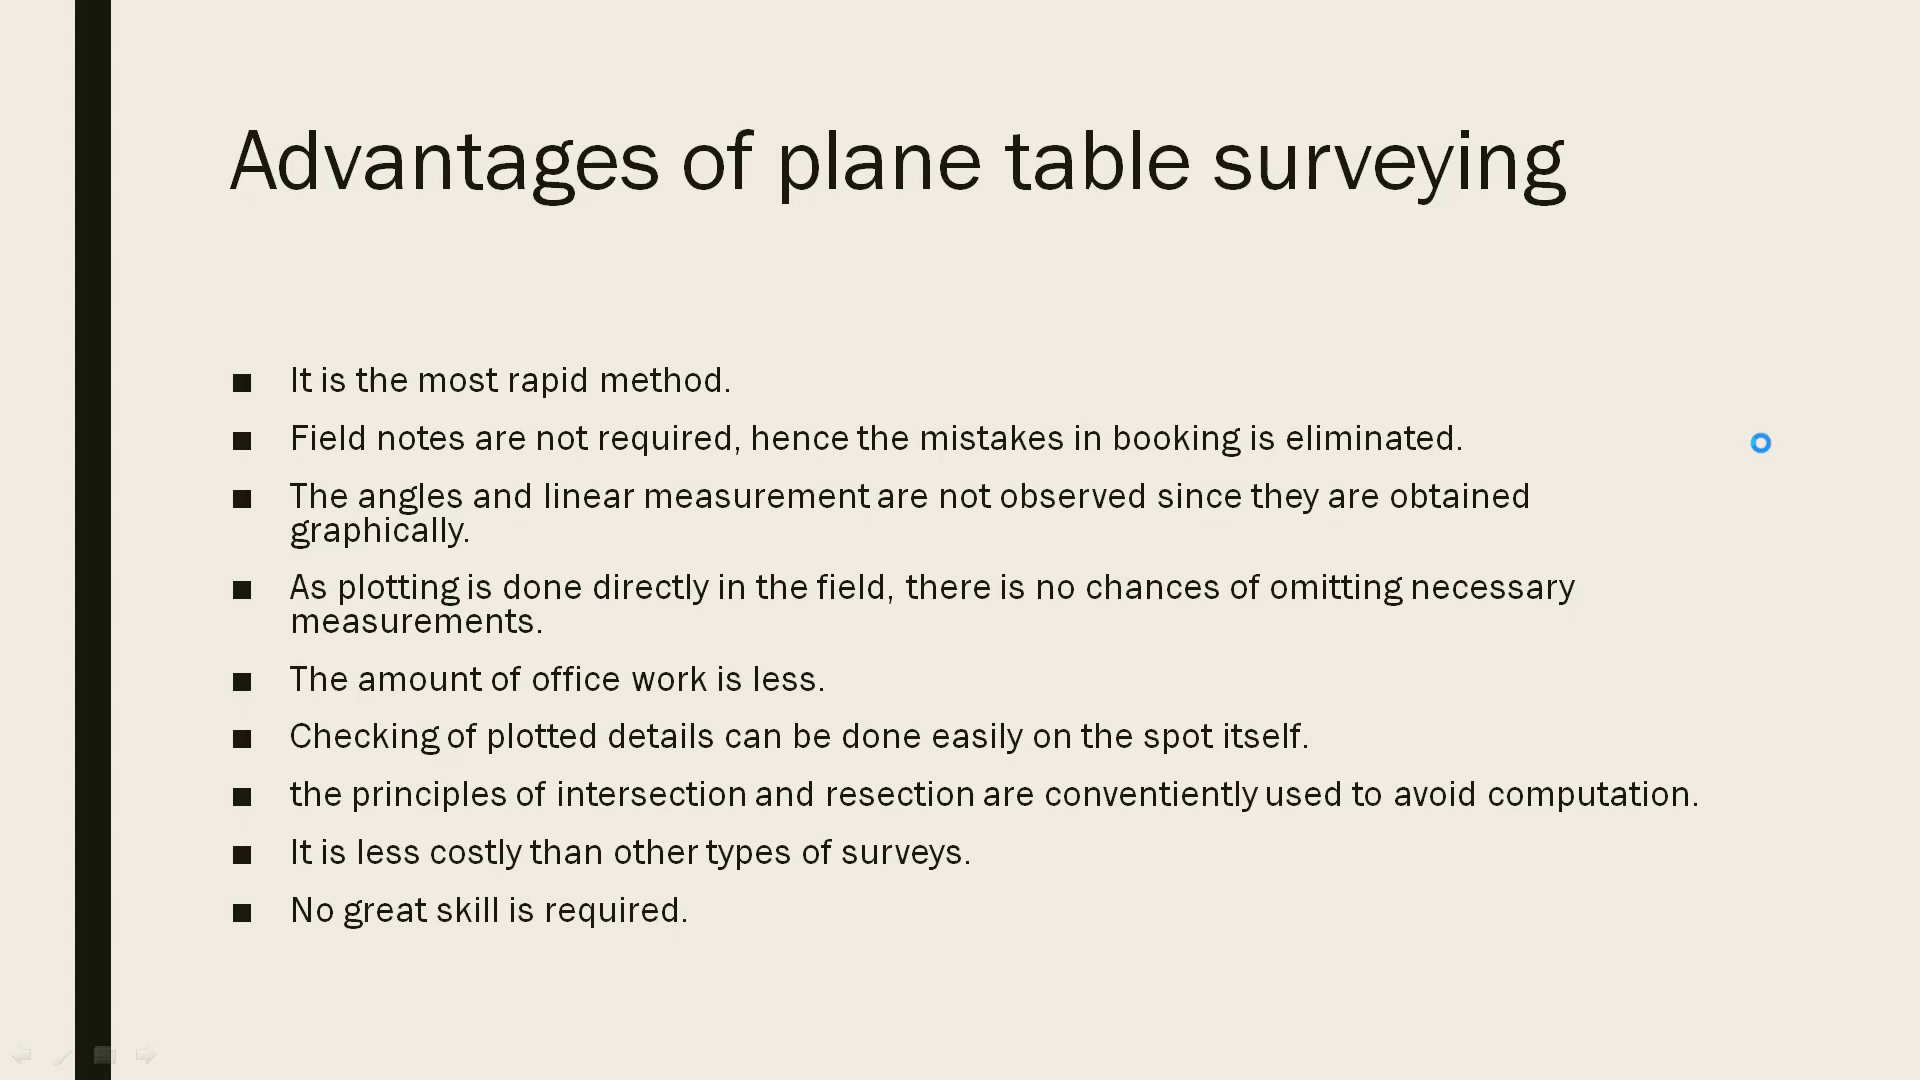 Advantages of plane table surveying
■ It is the most rapid method.
■ Field notes are not required, hence the mistakes in booking is eliminated.
■ The angles and linear measurement are not observed since they are obtained
graphically.
■ As plotting is done directly in the field, there is no chances of omitting necessary
measurements.
■ The amount of office work is less.
■ Checking of plotted details can be done easily on the spot itself.
■ the principles of intersection and resection are conventiently used to avoid computation.
■ It is less costly than other types of surveys.
■ No great skill is required.